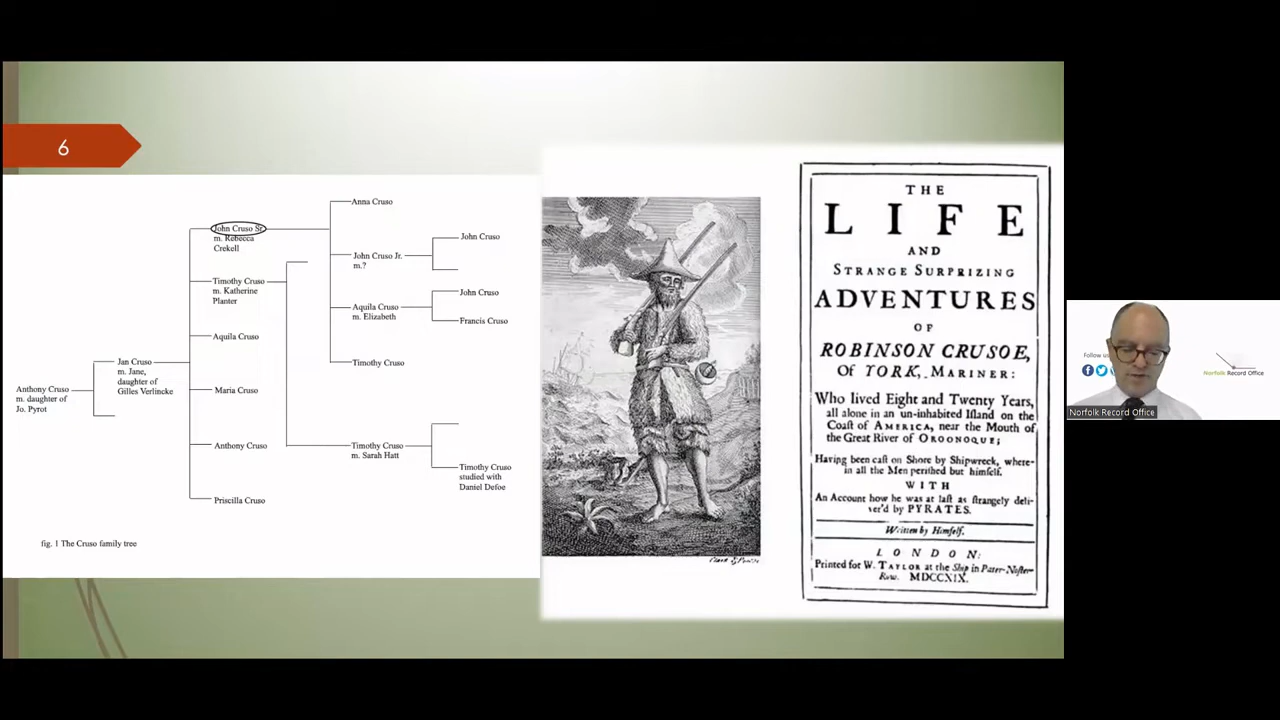 6
Anthony Cruso
m. daughter of
Jo. Pyrot
Jan Cruso
m. Jane,
daughter of
Gilles Verlincke
John Cruso Sr.
m. Rebecca
Crekell
Timothy Cruso
m. Katherine
Planter
Aquila Cruso
Maria Cruso
Anthony Cruso
Priscilla Cruso
Anna Cruso
John Cruso Jr.
m.?
Aquila Cruso
m. Elizabeth
Timothy Cruso
Timothy Cruso
m. Sarah Hatt
John Cruso
John Cruso
Francis Cruso
Timothy Cruso
studied with
Daniel Defoe
fig. 1 The Cruso family tree
THE
LIFE
AND
STRANGE SURPRIZING
ADVENTURES
OF
ROBINSON CRUSOE,
Of YORK, MARINER:
Who lived Eight and Twenty Years,
all alone in an un-inhabited Iſland on the
Coaſt of AMERICA, near the Mouth of
the Great River of OROONOQUE;
Having been caſt on Shore by Shipwreck, where-
in all the Men periſhed but himſelf.
WITH
An Account how he was at laſt as ſtrangely deli-
ver'd by PYRATES.
Written by Himſelf.
LONDON:
Printed for W. TAYLOR at the Ship in Pater-Noſter-
Row. MDCCXIX.
Follow us
Norfolk Record Office
Norfolk Record Office